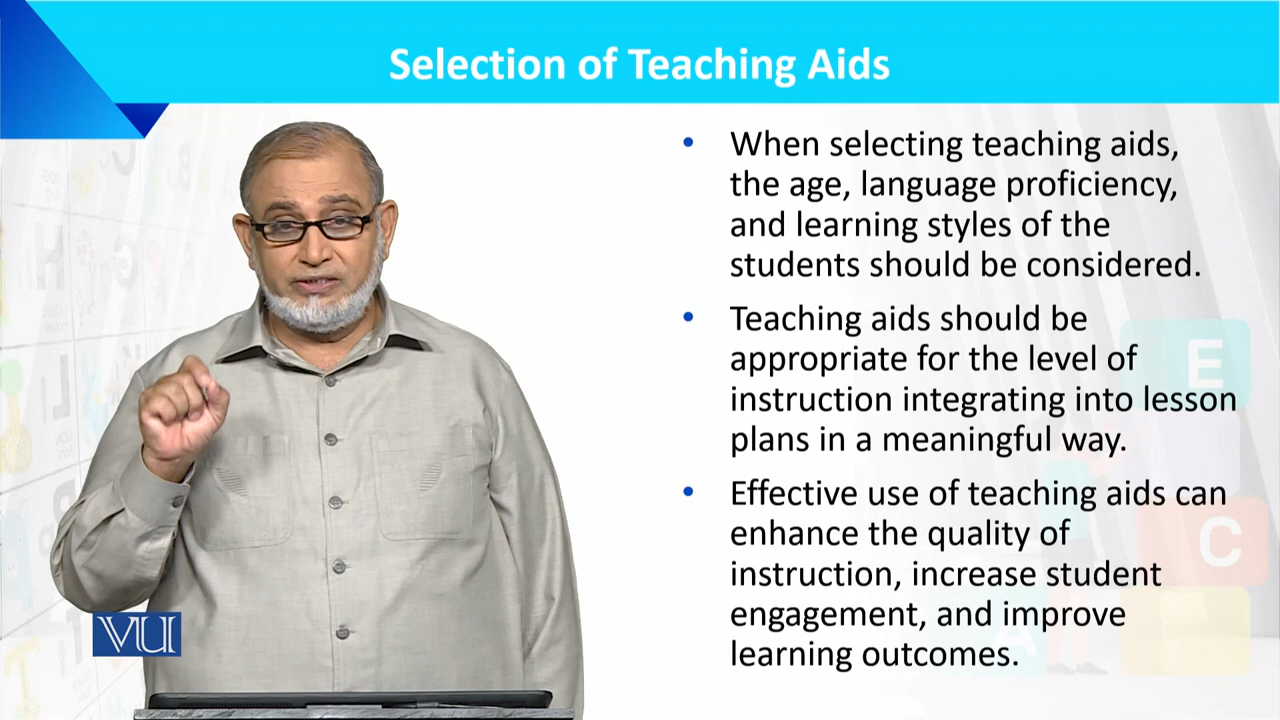 Selection of Teaching Aids
• When selecting teaching aids,
the age, language proficiency,
and learning styles of the
students should be considered.
• Teaching aids should be
appropriate for the level of
instruction integrating into lesson
plans in a meaningful way.
• Effective use of teaching aids can
enhance the quality of
instruction, increase student
engagement, and improve
learning outcomes.
VU
E
C
A